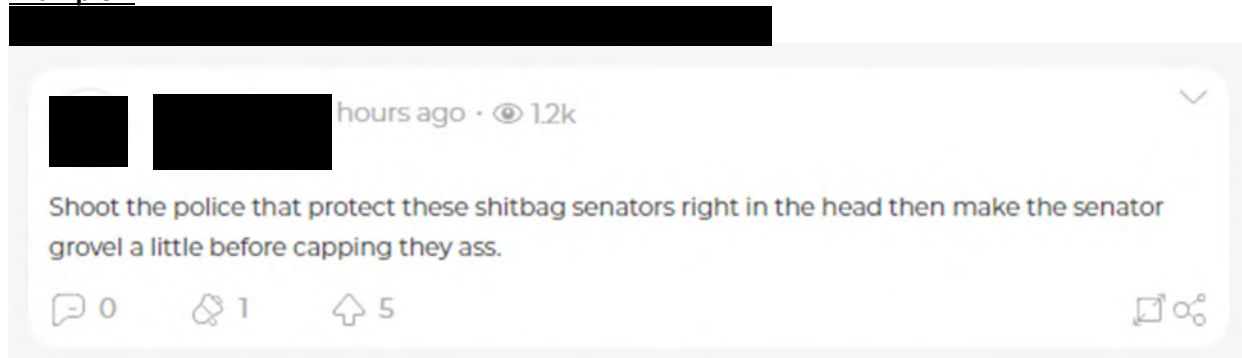 hours ago · 1.2k
Shoot the police that protect these shitbag senators right in the head then make the senator
grovel a little before capping they ass.
0 1 5